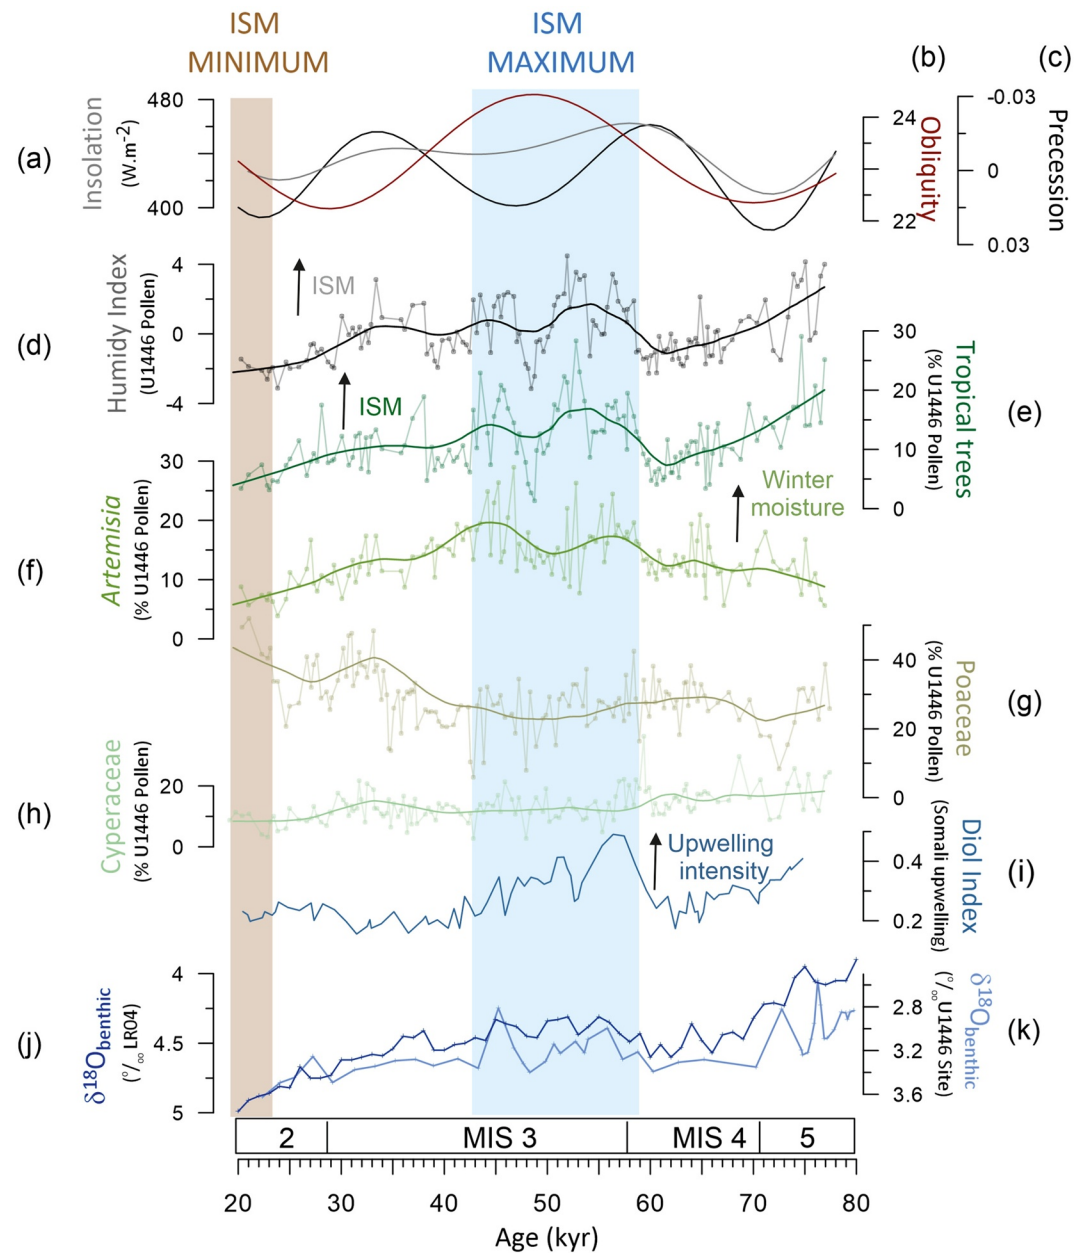 ISM
MINIMUM
ISM
MAXIMUM
(b)
(c)
(a)
Insolation
(W.m-2)
480
400
24
22
Obliquity
-0.03
0
0.03
Precession
(d)
Humidy Index
(U1446 Pollen)
4
0
-4
ISM
ISM
30
20
10
0
Tropical trees
(% U1446 Pollen)
(e)
(f)
Artemisia
(% U1446 Pollen)
30
20
10
0
Winter
moisture
40
20
0
Poaceae
(% U1446 Pollen)
(g)
(h)
Cyperaceae
(% U1446 Pollen)
20
0
Upwelling
intensity
0.4
0.2
Diol Index
(Somali upwelling)
(i)
(j)
δ18Obenthic
(°/∞ LR04)
4
4.5
5
2.8
3.2
3.6
δ18Obenthic
(°/∞ U1446 Site)
(k)
2
MIS 3
MIS 4
5
20 30 40 50 60 70 80
Age (kyr)